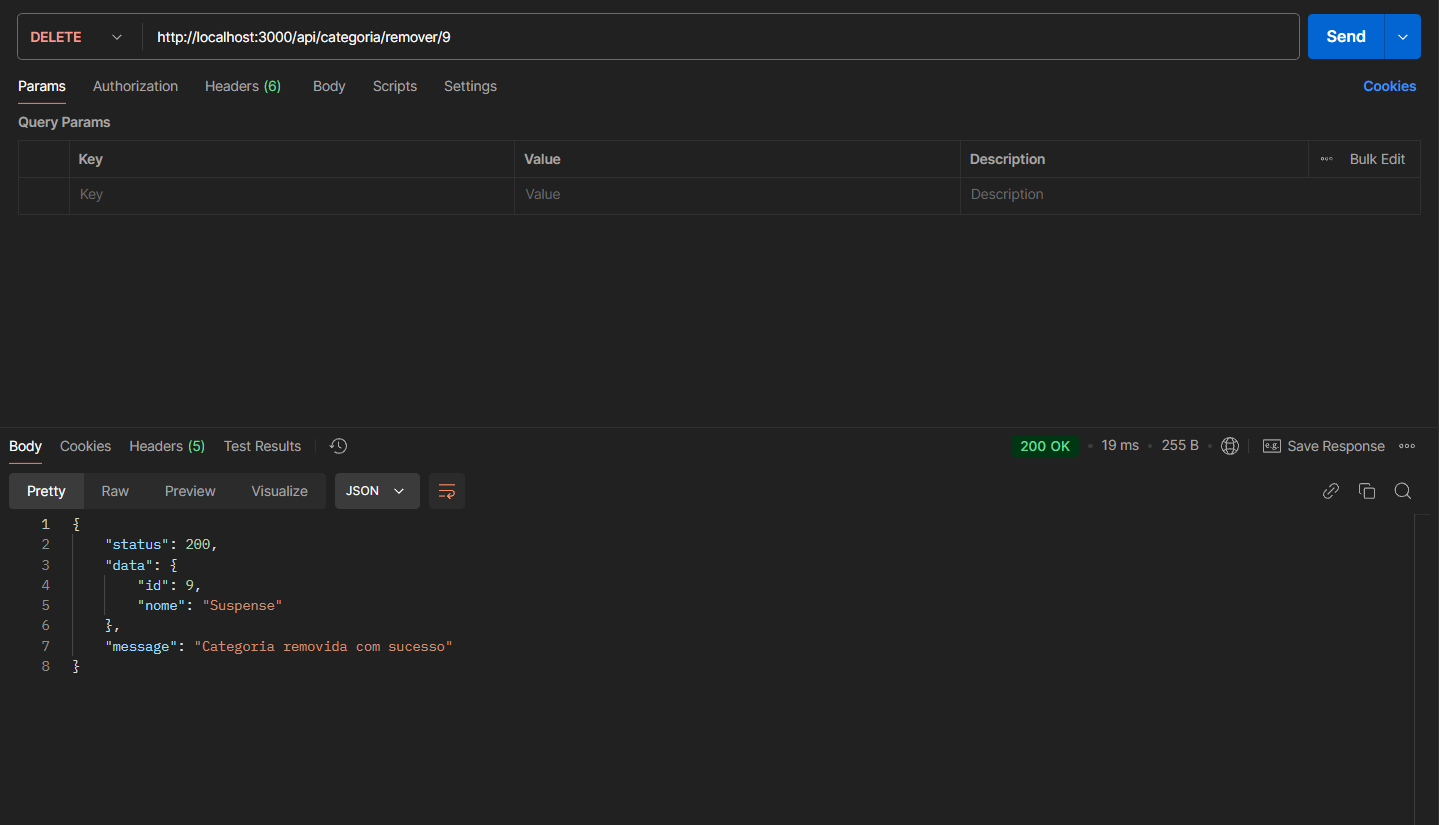 DELETE http://localhost:3000/api/categoria/remover/9 Send
Params Authorization Headers (6) Body Scripts Settings Cookies
Query Params
Key Value Description Bulk Edit
Key Value Description
Body Cookies Headers (5) Test Results 200 OK 19 ms 255 B e.g. Save Response
Pretty Raw Preview Visualize JSON
1 {
2 "status": 200,
3 "data": {
4 "id": 9,
5 "nome": "Suspense"
6 },
7 "message": "Categoria removida com sucesso"
8 }